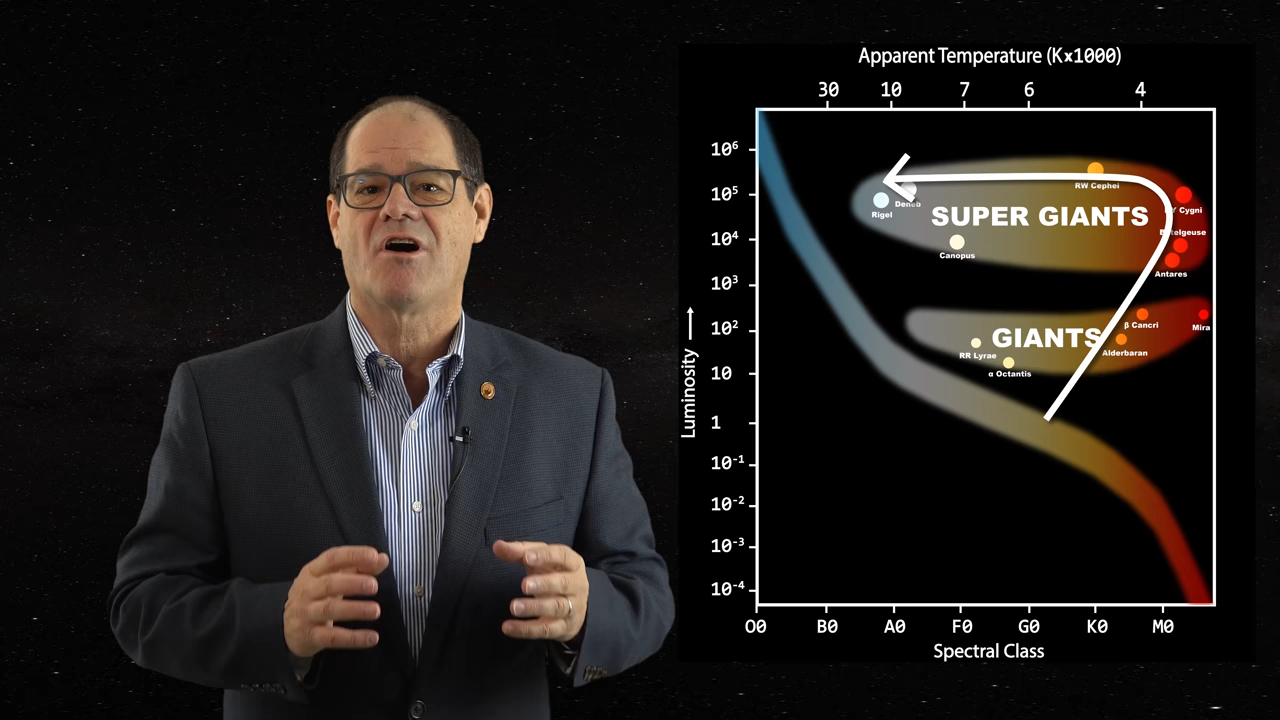 Apparent Temperature (K×1000)
30 10 7 6 4
10⁶
10⁵
10⁴
10³
10²
10
1
10⁻¹
10⁻²
10⁻³
10⁻⁴
Luminosity
RW Cephei
Rigel
Deneb
Cygni
SUPER GIANTS
Canopus
Antares
GIANTS
β Cancri
Mira
RR Lyrae
Alderbaran
α Octantis
O0 B0 A0 F0 G0 K0 M0
Spectral Class